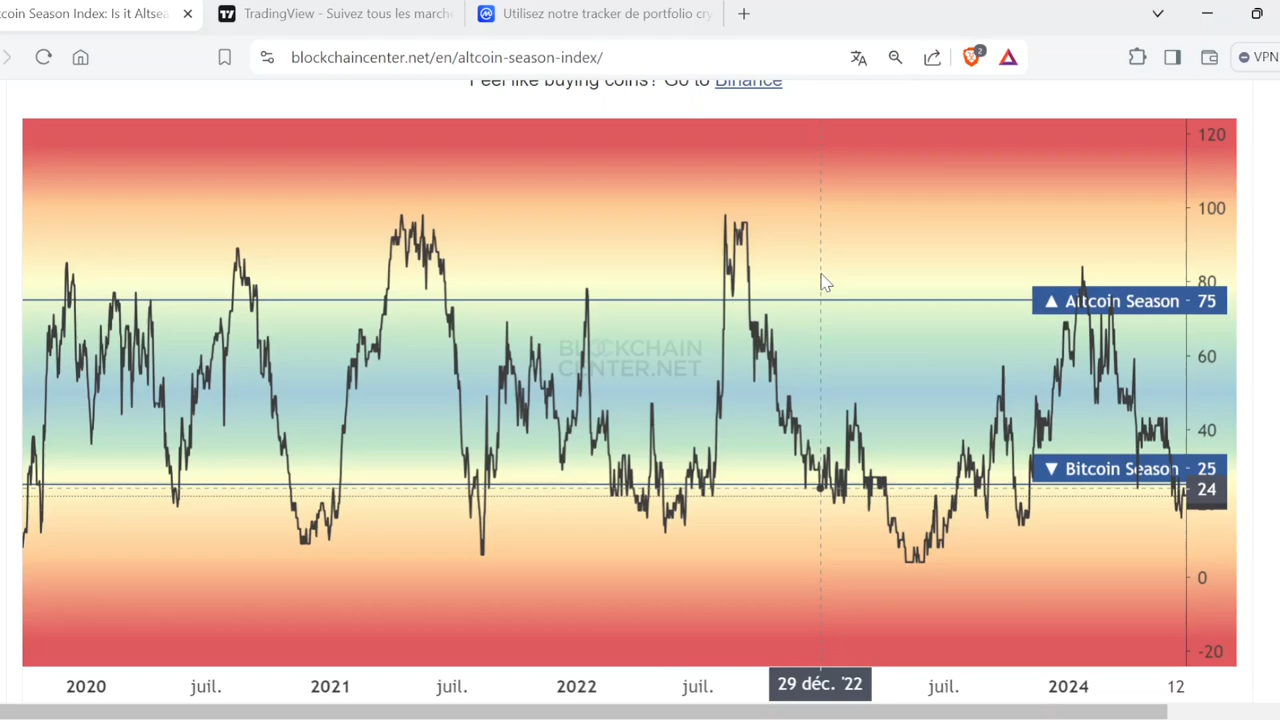 coin Season Index: Is it Altsea
TradingView - Suivez tous les march
Utilisez notre tracker de portfolio cry
blockchaincenter.net/en/altcoin-season-index/
2
VPN
Feel like buying coins? Go to Binance
120
100
80
Altcoin Season - 75
60
BLOCKCHAIN
CENTER.NET
40
Bitcoin Season - 25
24
0
-20
2020
juil.
2021
juil.
2022
juil.
29 déc. '22
juil.
2024
12